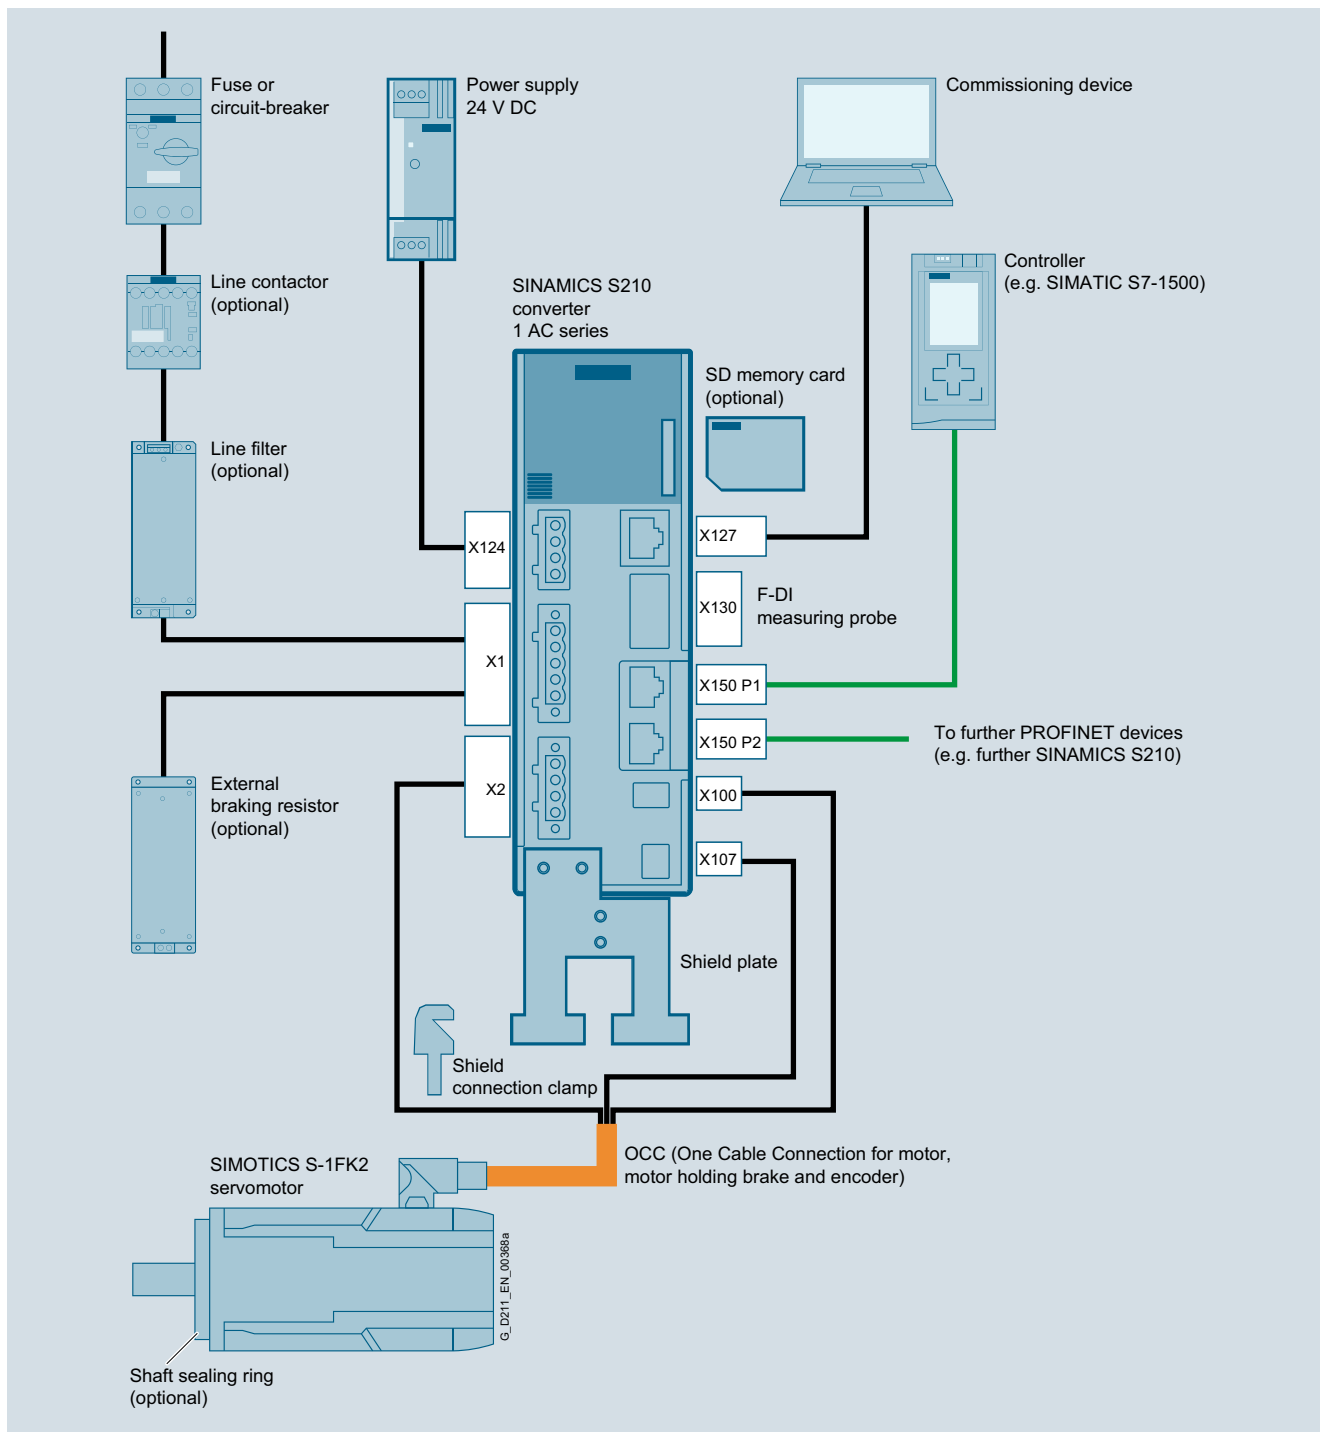 Fuse or
circuit-breaker
Power supply
24 V DC
Commissioning device
Line contactor
(optional)
Controller
(e.g. SIMATIC S7-1500)
SINAMICS S210
converter
1 AC series
SD memory card
(optional)
Line filter
(optional)
X124
X127
X130
F-DI
measuring probe
X1
X150 P1
X150 P2
To further PROFINET devices
(e.g. further SINAMICS S210)
X2
X100
External
braking resistor
(optional)
X107
Shield plate
Shield
connection clamp
OCC (One Cable Connection for motor,
motor holding brake and encoder)
SIMOTICS S-1FK2
servomotor
G_D211_EN_00368a
Shaft sealing ring
(optional)